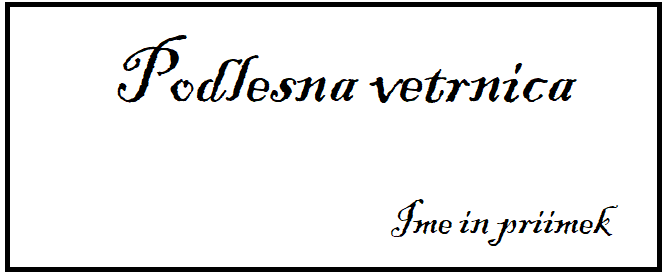 Podlesna vetrnica
Ime in priimek